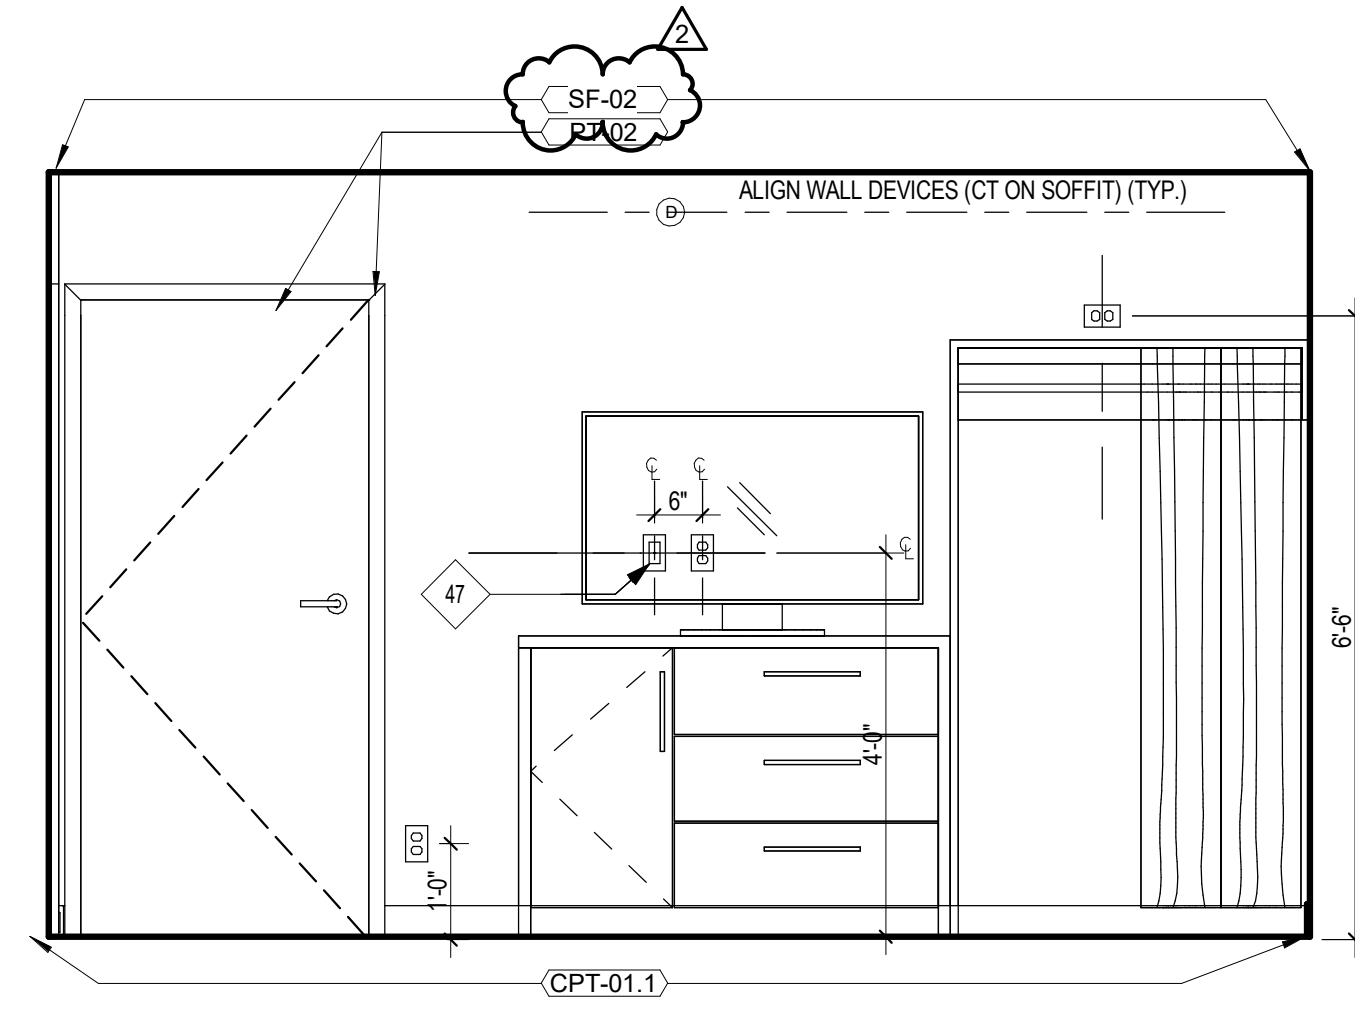 2
SF-02
PT-02
ALIGN WALL DEVICES (CT ON SOFFIT) (TYP.)
D
6"
47
6'-6"
4'-0"
1'-0"
CPT-01.1